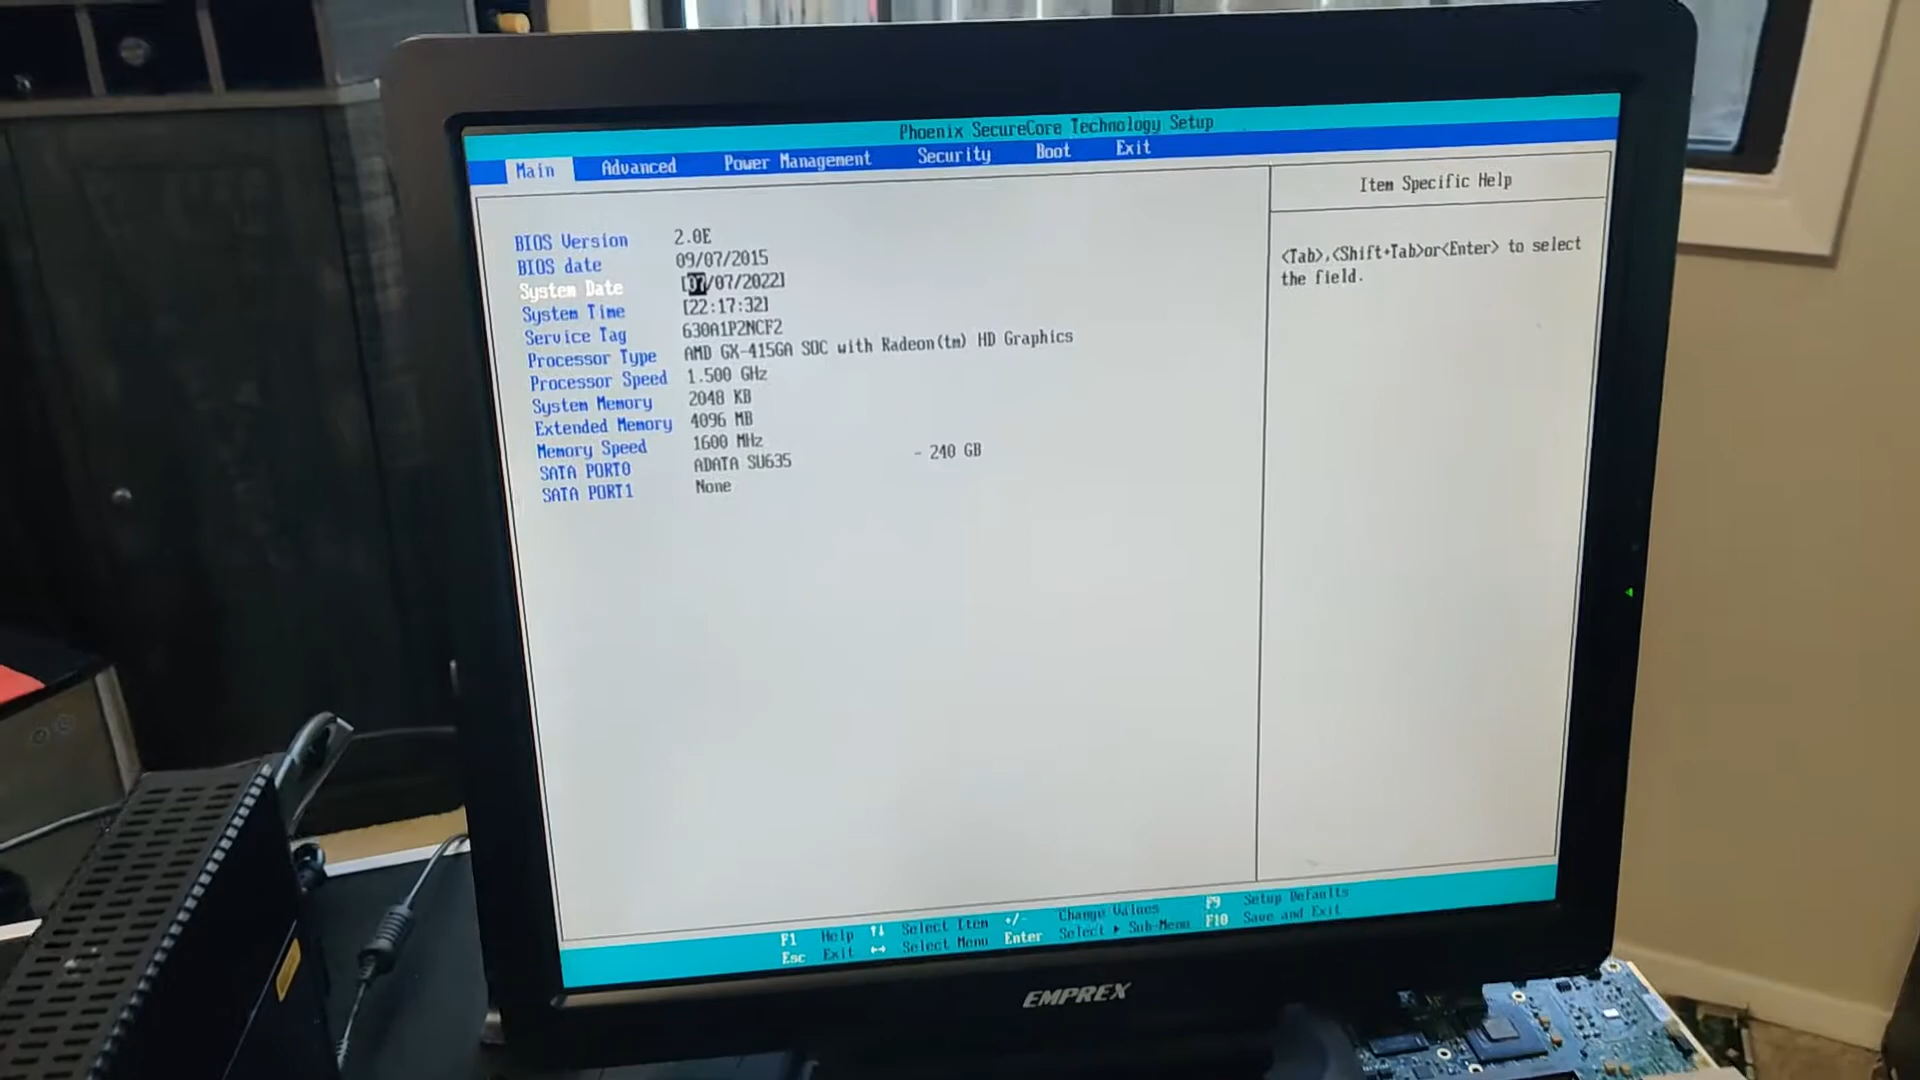 Phoenix SecureCore Technology Setup
Main Advanced Power Management Security Boot Exit
Item Specific Help
<Tab>,<Shift+Tab>or<Enter> to select
the field.
BIOS Version 2.0E
BIOS date 09/07/2015
System Date [07/07/2022]
System Time [22:17:32]
Service Tag 630A1P2NCF2
Processor Type AMD GX-415GA SOC with Radeon(tm) HD Graphics
Processor Speed 1.500 GHz
System Memory 2048 KB
Extended Memory 4096 MB
Memory Speed 1600 MHz
SATA PORT0 ADATA SU635 - 240 GB
SATA PORT1 None
F1 Help ↑↓ Select Item +/- Change Values F9 Setup Defaults
Esc Exit ↔ Select Menu Enter Select ▶ Sub-Menu F10 Save and Exit
EMPREX